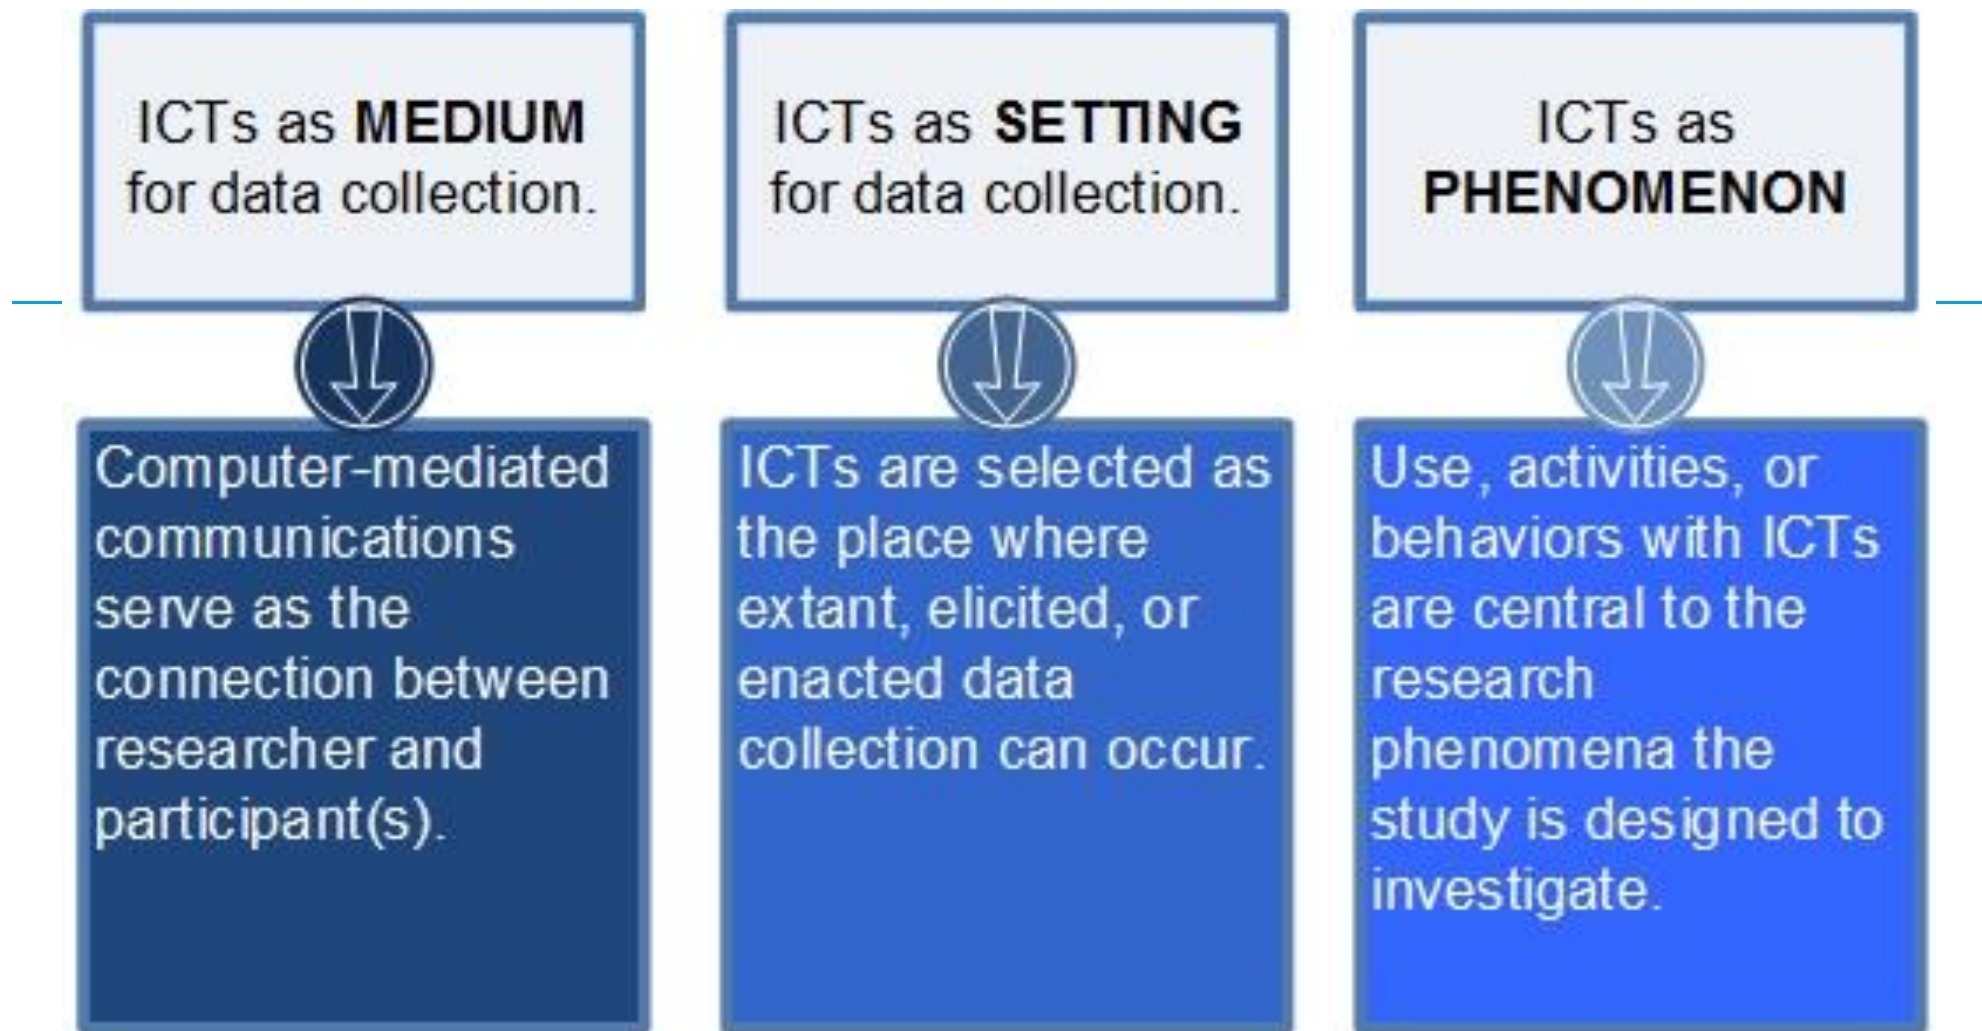 ICTs as MEDIUM
for data collection.
Computer-mediated
communications
serve as the
connection between
researcher and
participant(s).
ICTs as SETTING
for data collection.
ICTs are selected as
the place where
extant, elicited, or
enacted data
collection can occur.
ICTs as
PHENOMENON
Use, activities, or
behaviors with ICTs
are central to the
research
phenomena the
study is designed to
investigate.